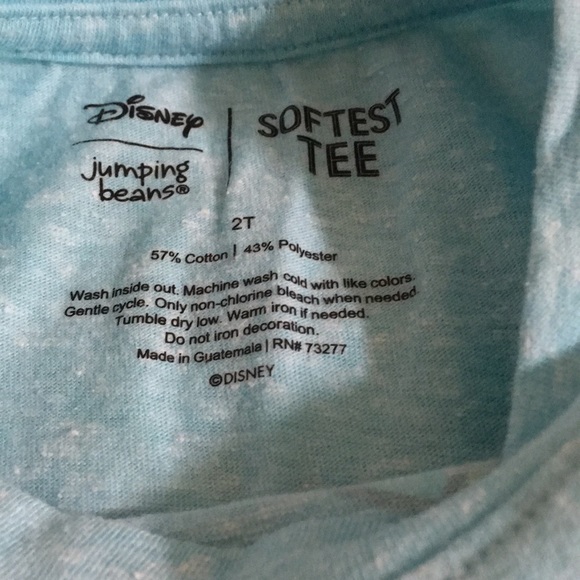 Disney
jumping
beans®
SOFTEST
TEE
2T
57% Cotton | 43% Polyester
Wash inside out. Machine wash cold with like colors.
Gentle cycle. Only non-chlorine bleach when needed.
Tumble dry low. Warm iron if needed.
Do not iron decoration.
Made in Guatemala | RN# 73277
©DISNEY